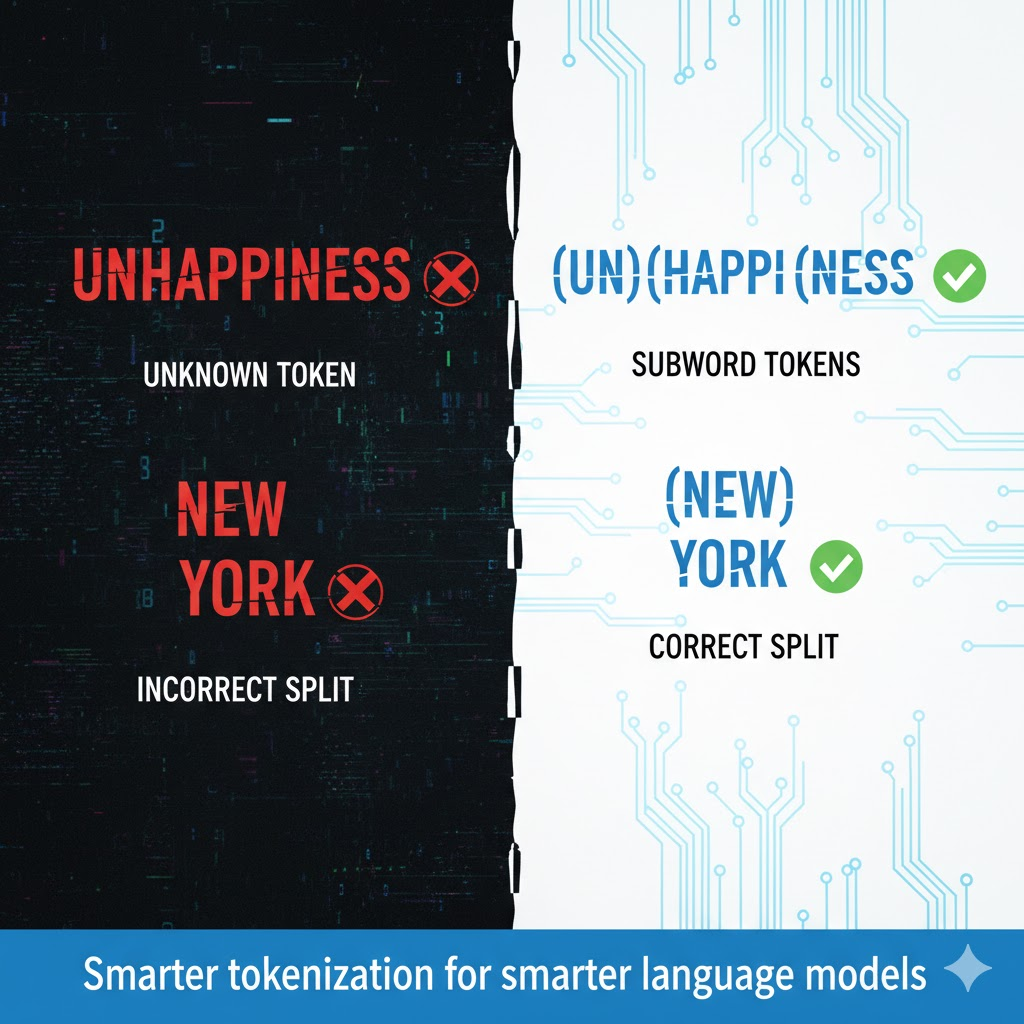 UNHAPPINESS
UNKNOWN TOKEN
NEW
YORK
INCORRECT SPLIT
(UN)(HAPPI(NESS
SUBWORD TOKENS
(NEW)
YORK
CORRECT SPLIT
Smarter tokenization for smarter language models